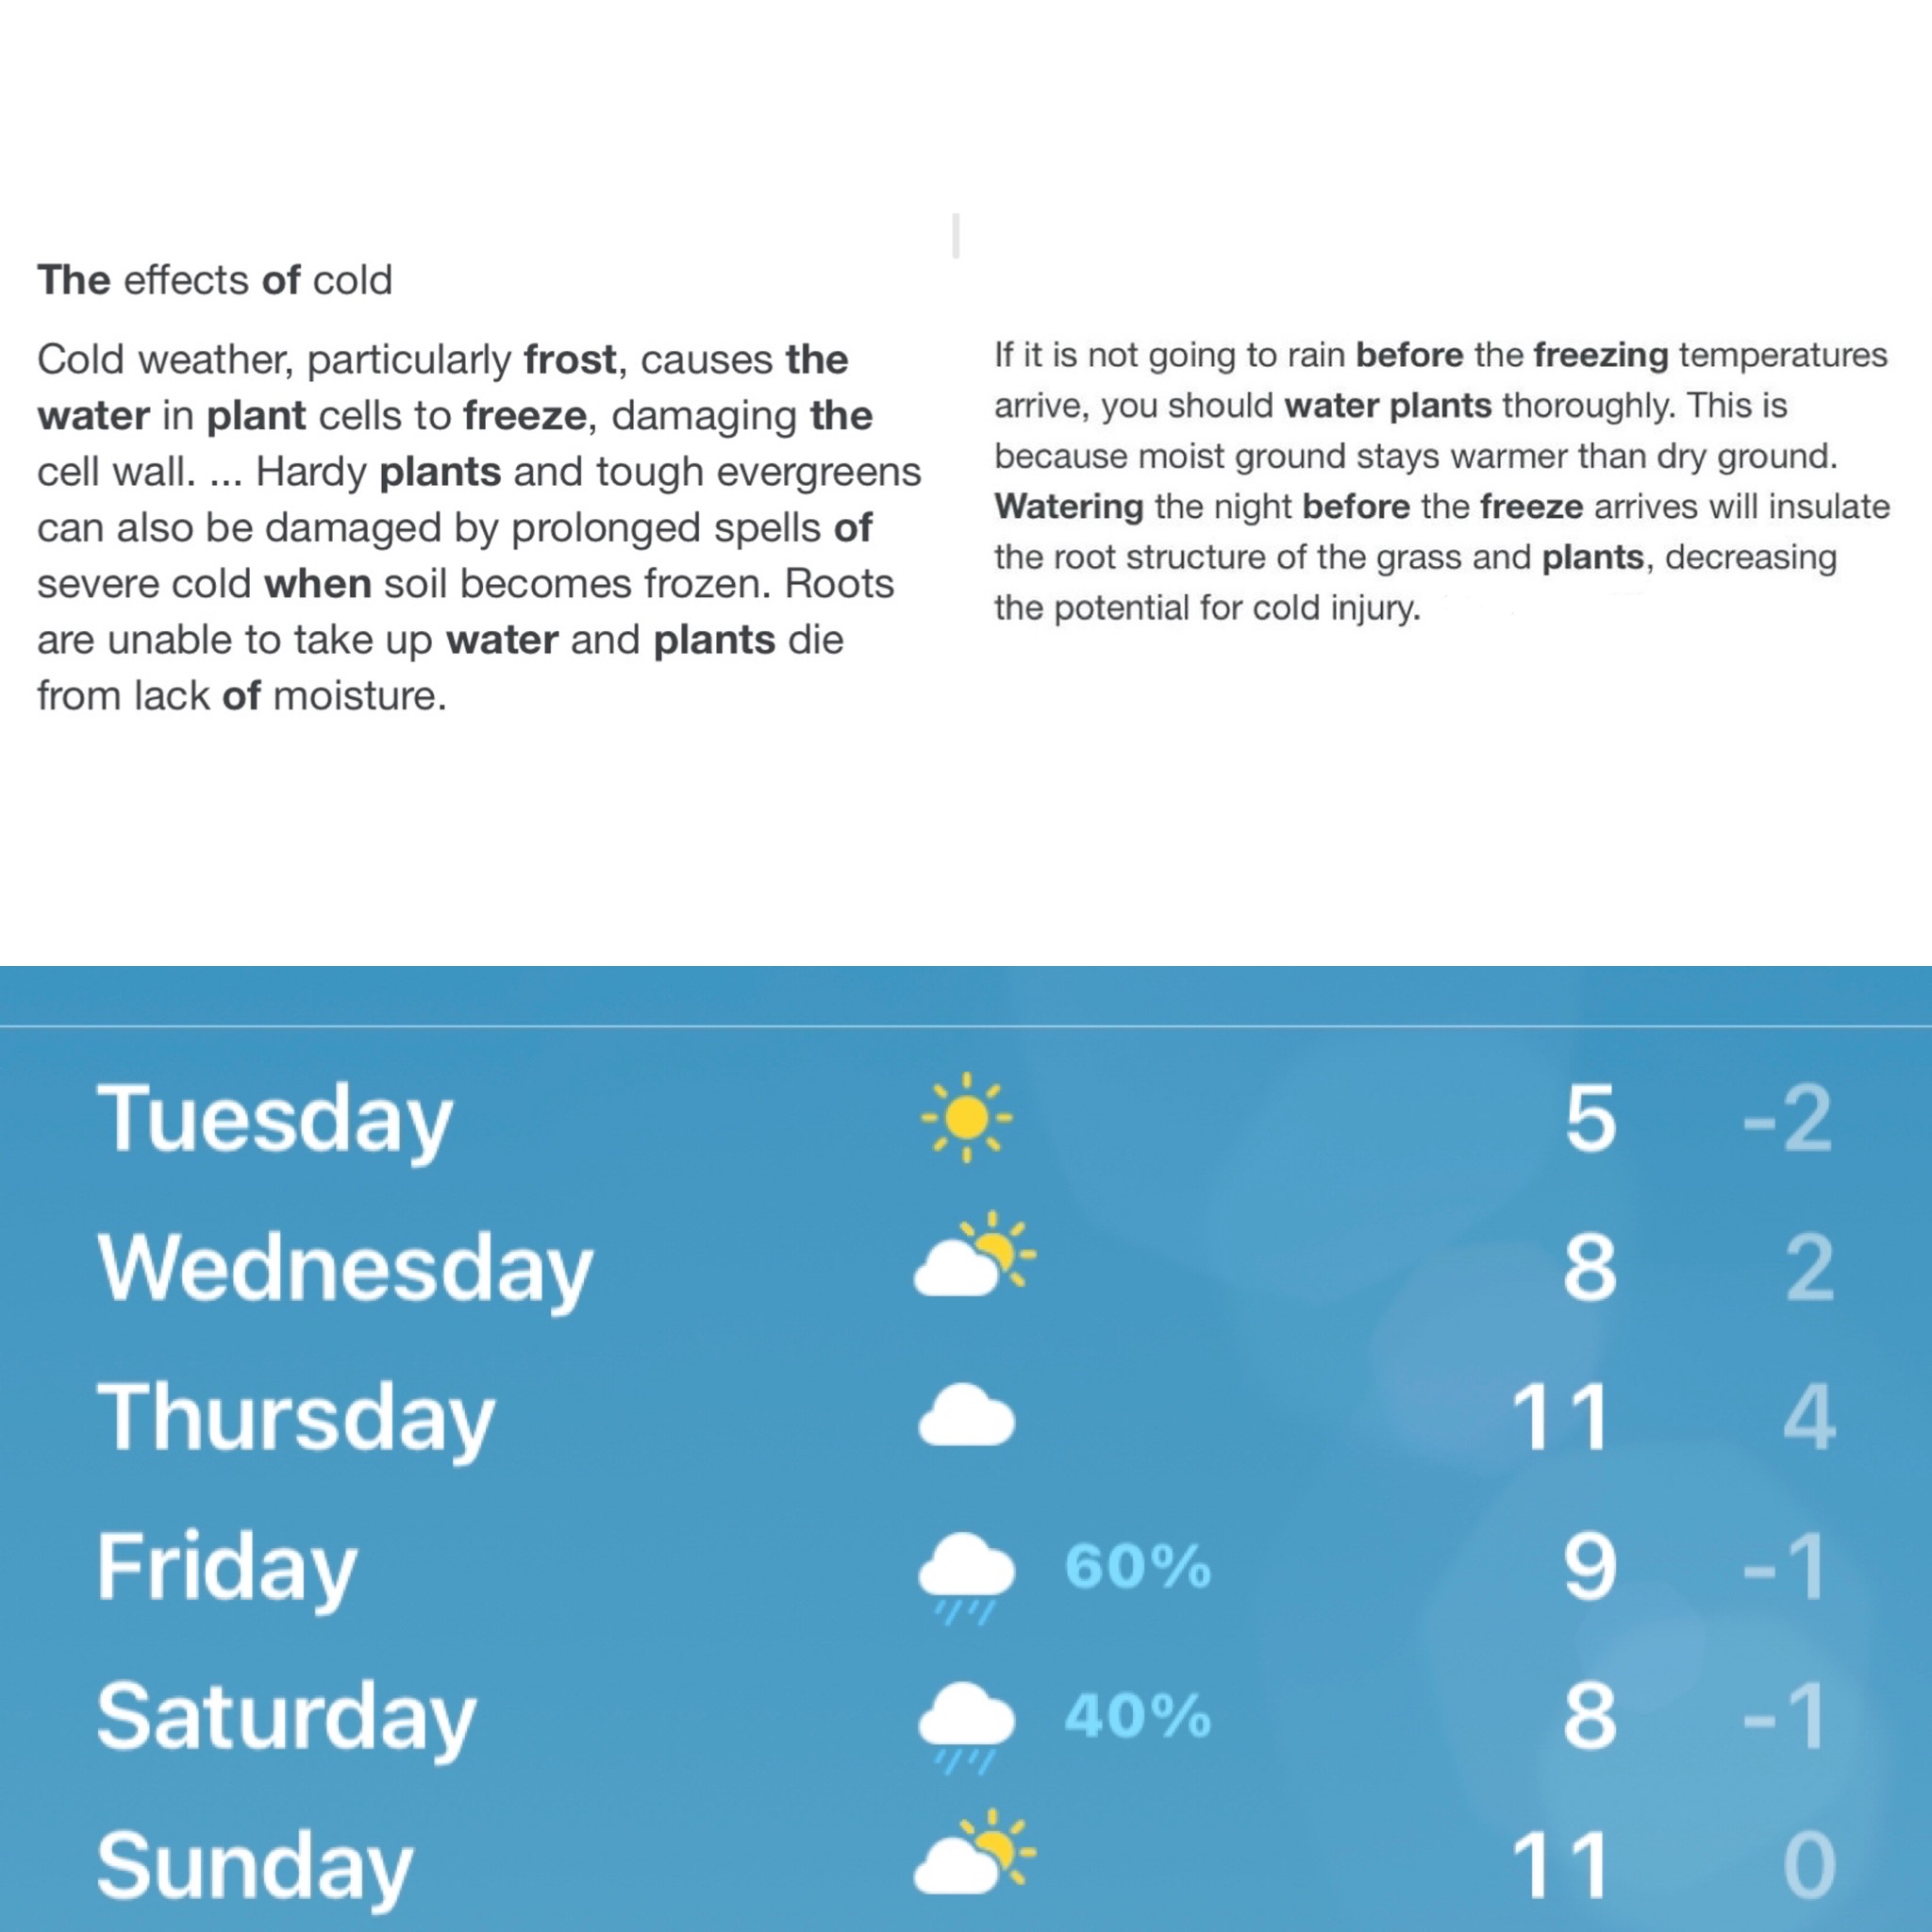 The effects of cold
Cold weather, particularly frost, causes the
water in plant cells to freeze, damaging the
cell wall. ... Hardy plants and tough evergreens
can also be damaged by prolonged spells of
severe cold when soil becomes frozen. Roots
are unable to take up water and plants die
from lack of moisture.
If it is not going to rain before the freezing temperatures
arrive, you should water plants thoroughly. This is
because moist ground stays warmer than dry ground.
Watering the night before the freeze arrives will insulate
the root structure of the grass and plants, decreasing
the potential for cold injury.
Tuesday 5 -2
Wednesday 8 2
Thursday 11 4
Friday 60% 9 -1
Saturday 40% 8 -1
Sunday 11 0